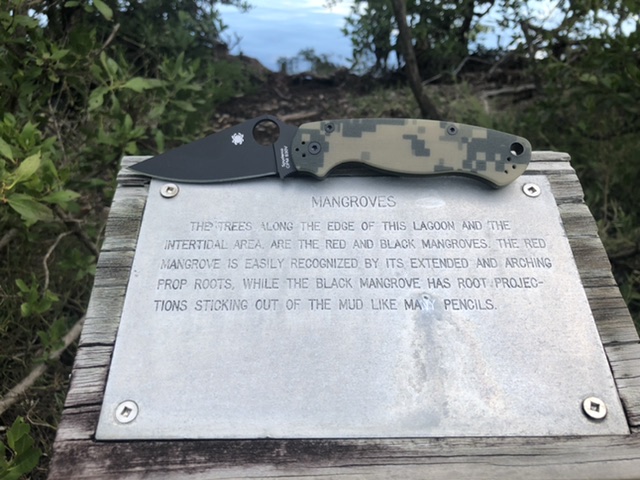 MANGROVES
THE TREES ALONG THE EDGE OF THIS LAGOON AND THE
INTERTIDAL AREA, ARE THE RED AND BLACK MANGROVES. THE RED
MANGROVE IS EASILY RECOGNIZED BY ITS EXTENDED AND ARCHING
PROP ROOTS, WHILE THE BLACK MANGROVE HAS ROOT PROJEC-
TIONS STICKING OUT OF THE MUD LIKE MANY PENCILS.